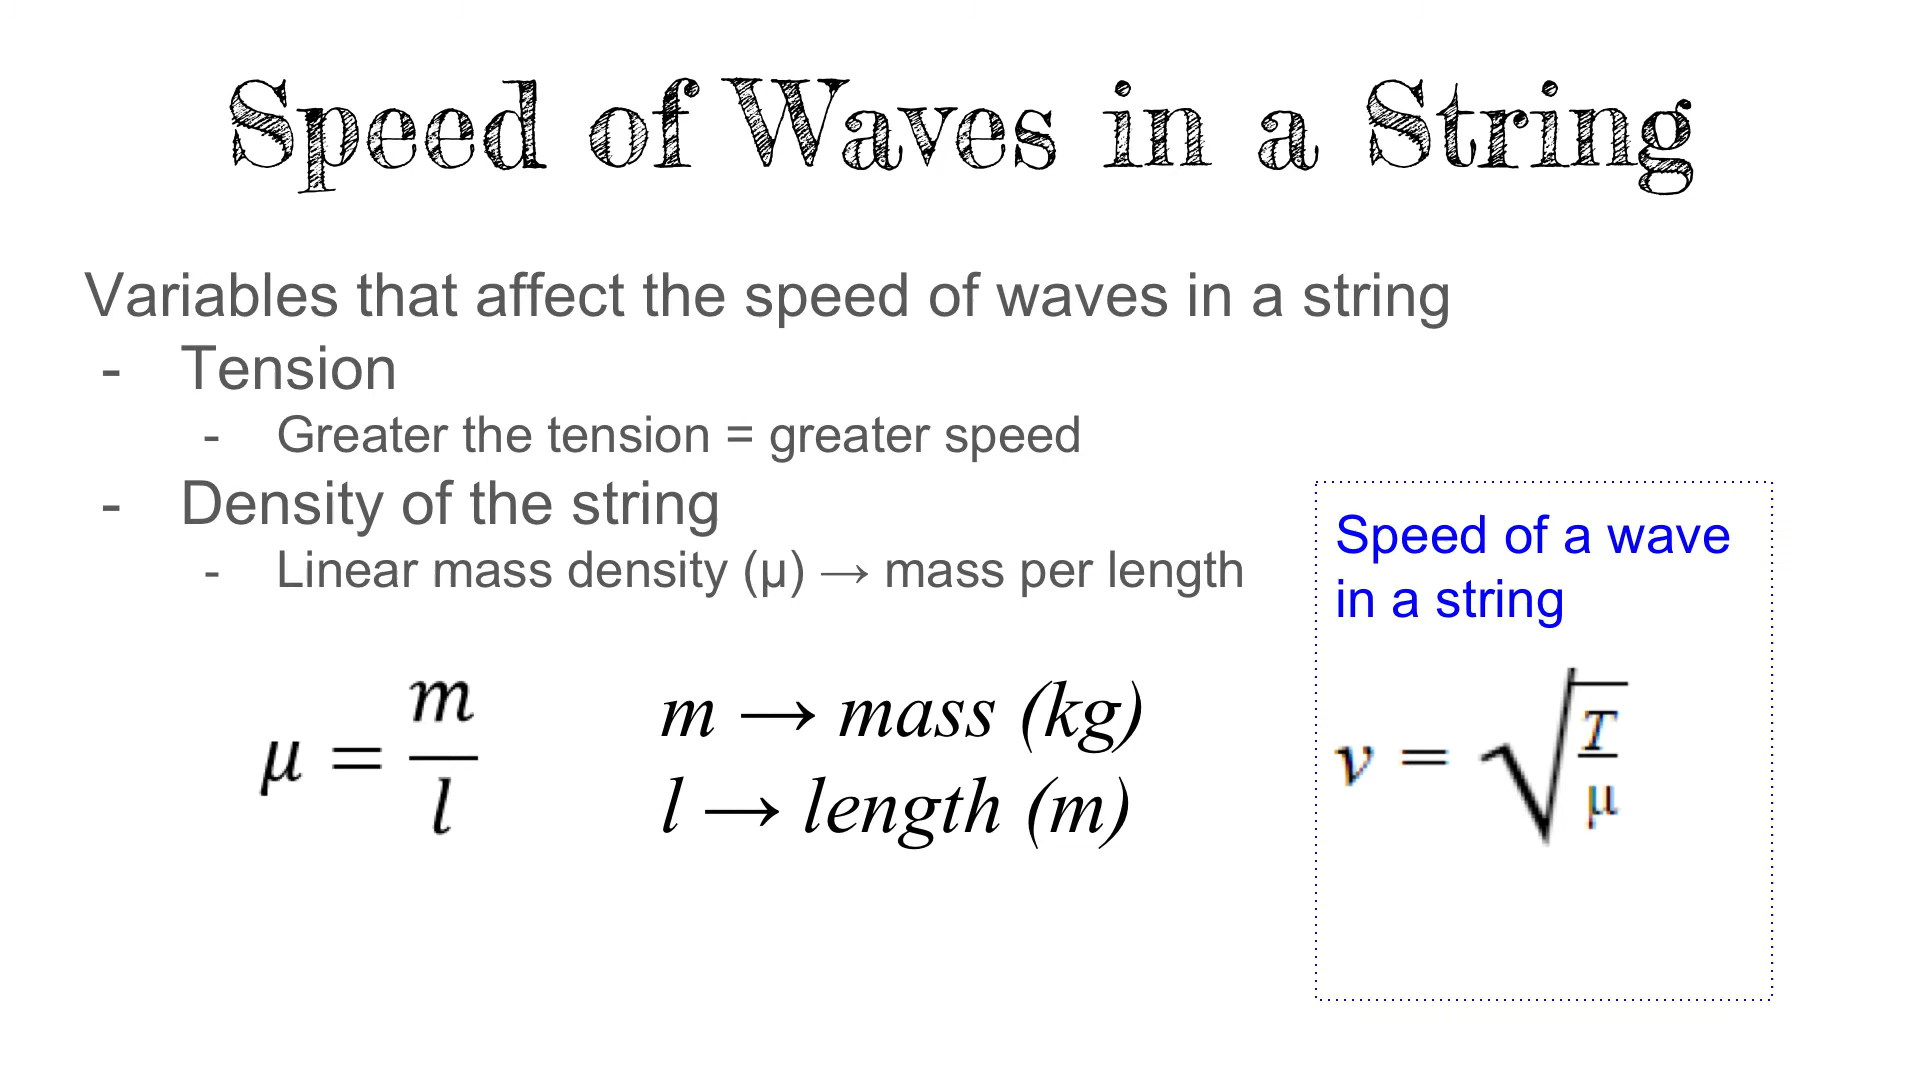 Speed of Waves in a String
Variables that affect the speed of waves in a string
- Tension
- Greater the tension = greater speed
- Density of the string
- Linear mass density (μ) → mass per length
μ = m/l
m → mass (kg)
l → length (m)
Speed of a wave
in a string
v = √(T/μ)